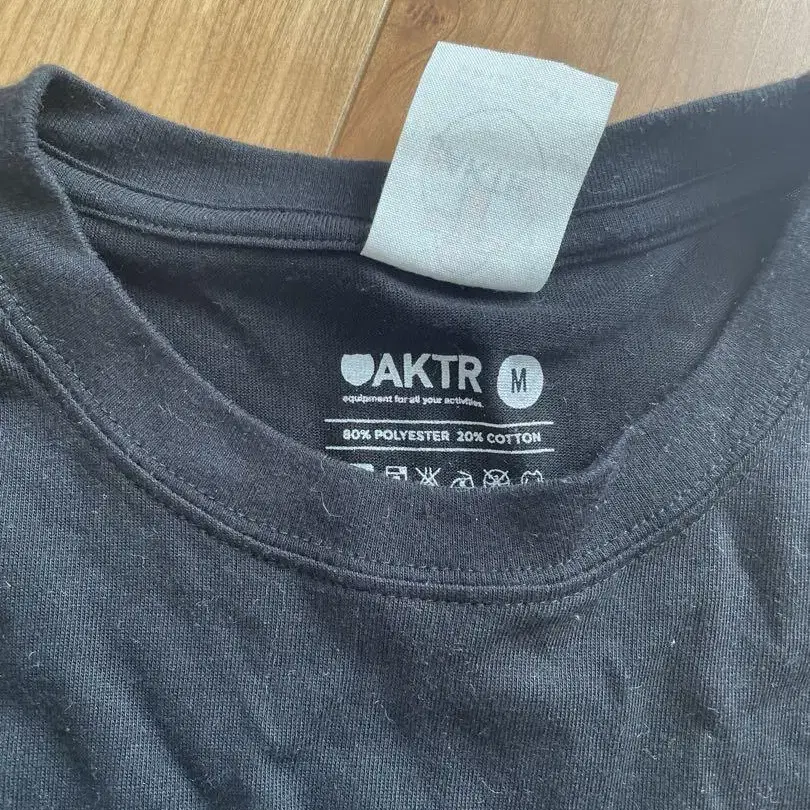 AKTR M
equipment for all your activities.
80% POLYESTER 20% COTTON